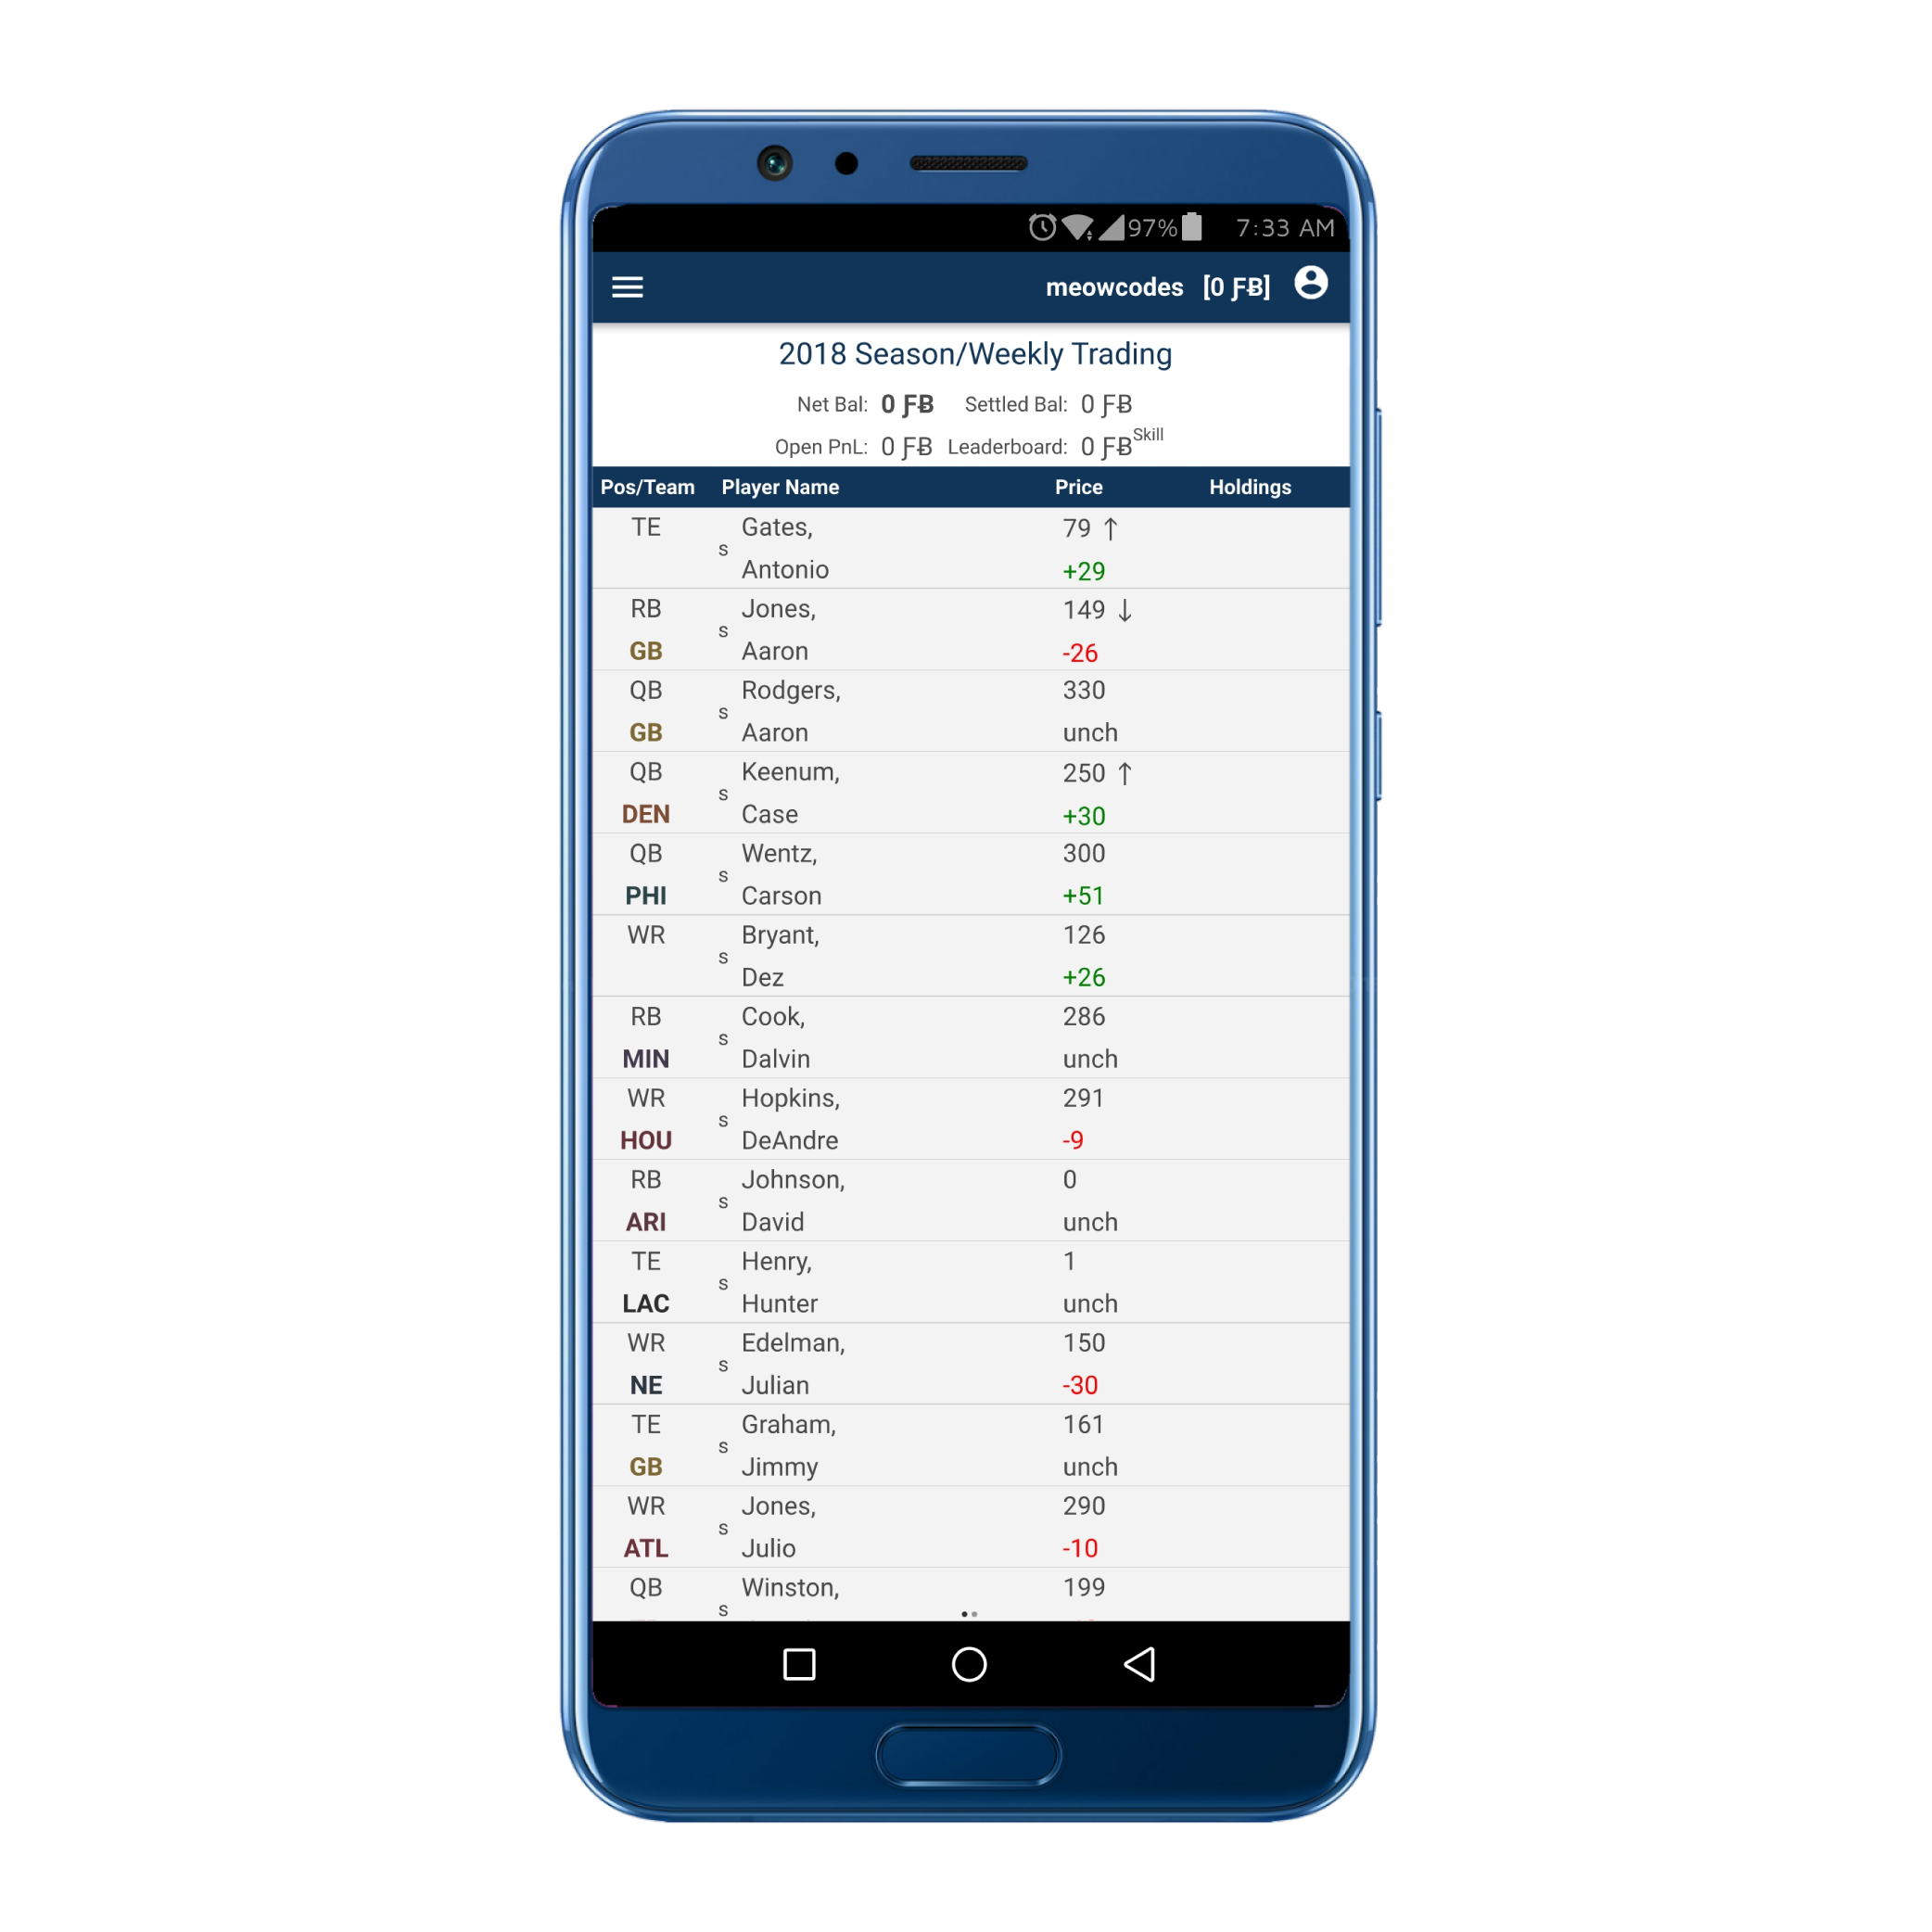 97% 7:33 AM
meowcodes [0 ƑɃ]
2018 Season/Weekly Trading
Net Bal: 0 ƑɃ Settled Bal: 0 ƑɃ
Open PnL: 0 ƑɃ Leaderboard: 0 ƑɃ Skill
Pos/Team Player Name Price Holdings
TE Gates, 79 ↑
s
Antonio +29
RB Jones, 149 ↓
s
GB Aaron -26
QB Rodgers, 330
s
GB Aaron unch
QB Keenum, 250 ↑
s
DEN Case +30
QB Wentz, 300
s
PHI Carson +51
WR Bryant, 126
s
Dez +26
RB Cook, 286
s
MIN Dalvin unch
WR Hopkins, 291
s
HOU DeAndre -9
RB Johnson, 0
s
ARI David unch
TE Henry, 1
s
LAC Hunter unch
WR Edelman, 150
s
NE Julian -30
TE Graham, 161
s
GB Jimmy unch
WR Jones, 290
s
ATL Julio -10
QB Winston, 199
s